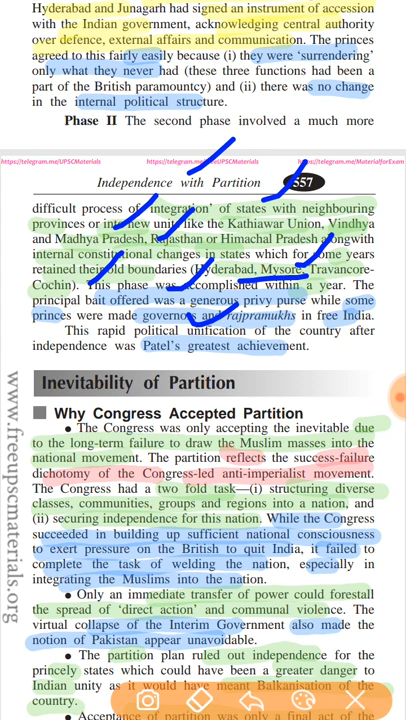 Hyderabad and Junagarh had signed an instrument of accession
with the Indian government, acknowledging central authority
over defence, external affairs and communication. The princes
agreed to this fairly easily because (i) they were 'surrendering'
only what they never had (these three functions had been a
part of the British paramountcy) and (ii) there was no change
in the internal political structure.
Phase II The second phase involved a much more
https://telegram.me/UPSCMaterials https://telegram.me/FreeUPSCMaterials https://telegram.me/MaterialforExam
Independence with Partition 557
difficult process of 'integration' of states with neighbouring
provinces or into new units like the Kathiawar Union, Vindhya
and Madhya Pradesh, Rajasthan or Himachal Pradesh alongwith
internal constitutional changes in states which for some years
retained their old boundaries (Hyderabad, Mysore, Travancore-
Cochin). This phase was accomplished within a year. The
principal bait offered was a generous privy purse while some
princes were made governors and rajpramukhs in free India.
This rapid political unification of the country after
independence was Patel's greatest achievement.
Inevitability of Partition
Why Congress Accepted Partition
● The Congress was only accepting the inevitable due
to the long-term failure to draw the Muslim masses into the
national movement. The partition reflects the success-failure
dichotomy of the Congress-led anti-imperialist movement.
The Congress had a two fold task—(i) structuring diverse
classes, communities, groups and regions into a nation, and
(ii) securing independence for this nation. While the Congress
succeeded in building up sufficient national consciousness
to exert pressure on the British to quit India, it failed to
complete the task of welding the nation, especially in
integrating the Muslims into the nation.
● Only an immediate transfer of power could forestall
the spread of 'direct action' and communal violence. The
virtual collapse of the Interim Government also made the
notion of Pakistan appear unavoidable.
● The partition plan ruled out independence for the
princely states which could have been a greater danger to
Indian unity as it would have meant Balkanisation of the
country.
● Acceptance of partition was only a final act of the
www.freeupscmaterials.org